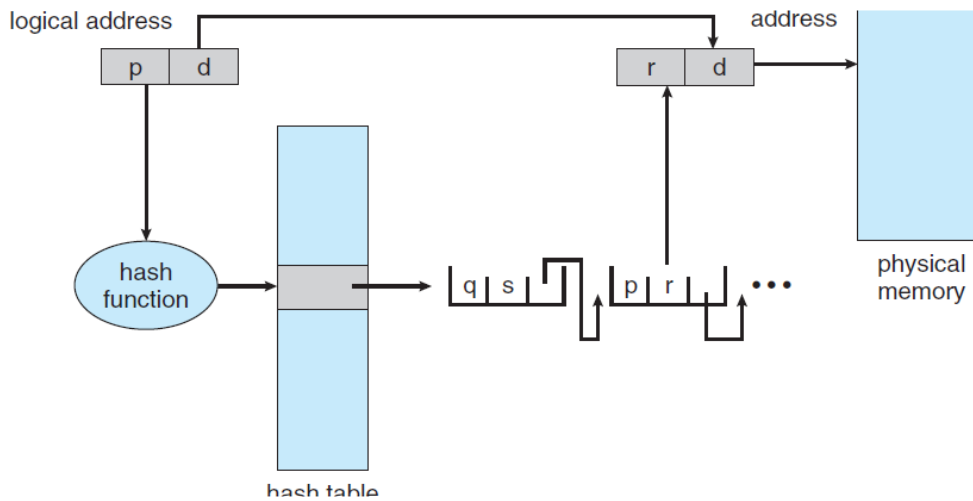 logical address
address
p d
r d
hash
function
q s
p r
•••
physical
memory
hash table